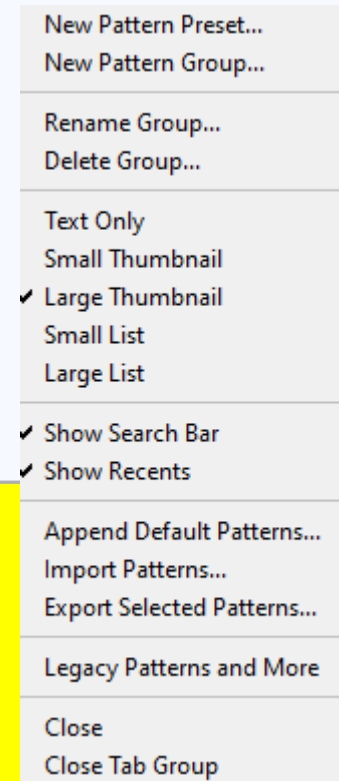 New Pattern Preset...
New Pattern Group...
Rename Group...
Delete Group...
Text Only
Small Thumbnail
Large Thumbnail
Small List
Large List
Show Search Bar
Show Recents
Append Default Patterns...
Import Patterns...
Export Selected Patterns...
Legacy Patterns and More
Close
Close Tab Group